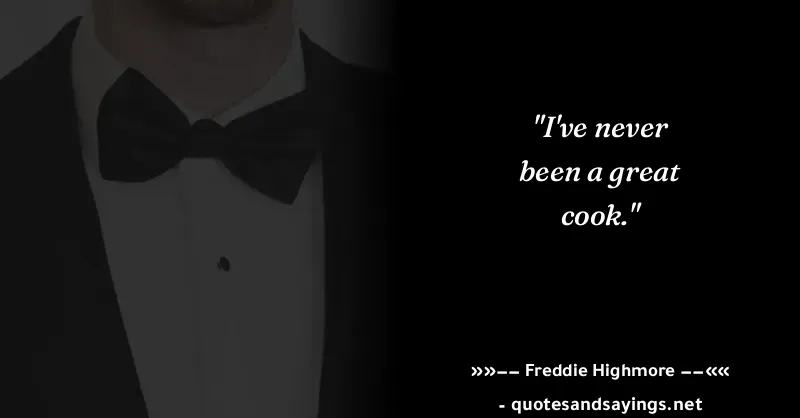 "I've never
been a great
cook."
»»−− Freddie Highmore −−««
- quotesandsayings.net